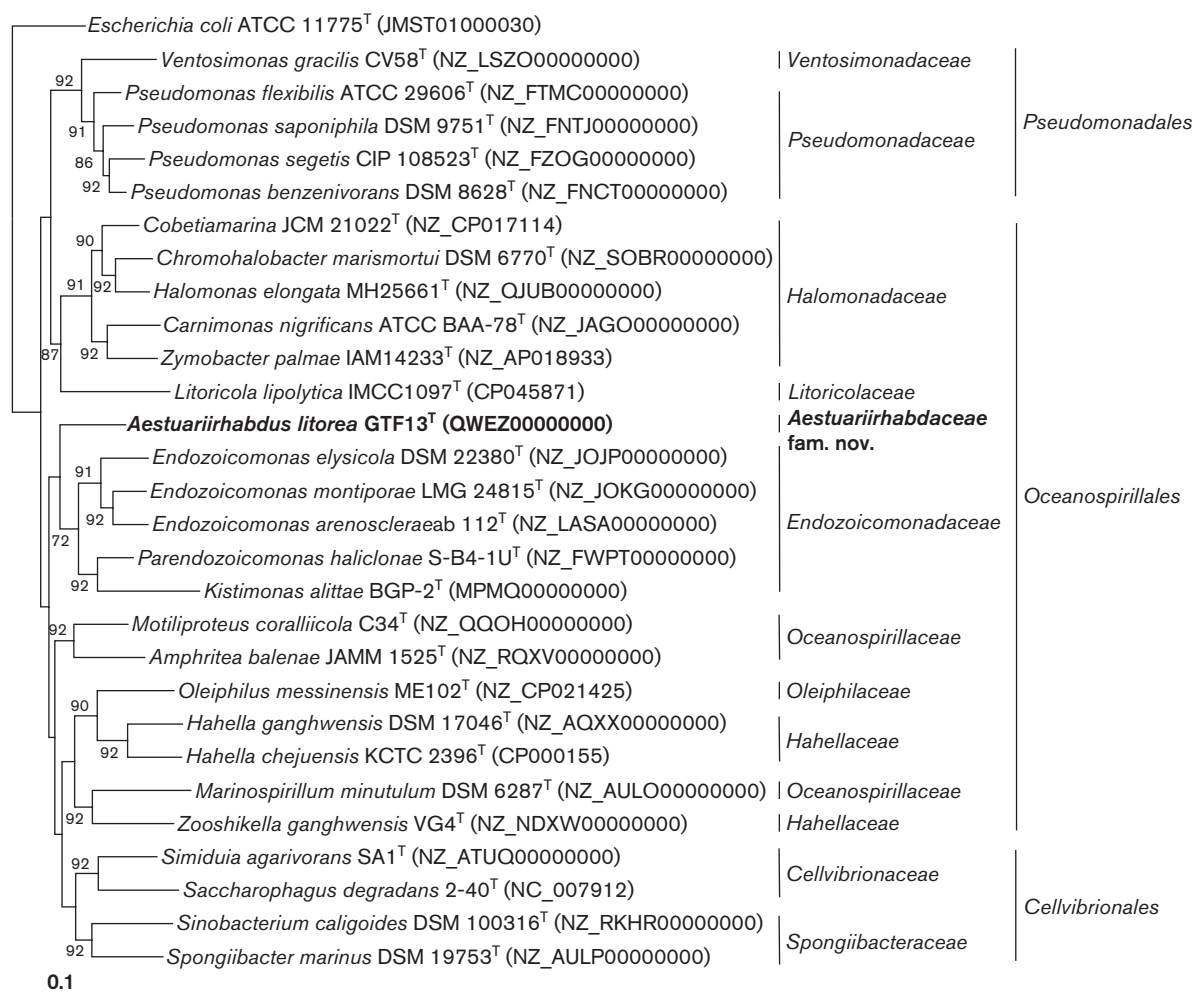 Escherichia coli ATCC 11775T (JMST01000030)
Ventosimonas gracilis CV58T (NZ_LSZO00000000)
Ventosimonadaceae
92
Pseudomonas flexibilis ATCC 29606T (NZ_FTMC00000000)
91
Pseudomonas saponiphila DSM 9751T (NZ_FNTJ00000000)
Pseudomonadaceae
Pseudomonadales
86
Pseudomonas segetis CIP 108523T (NZ_FZOG00000000)
92
Pseudomonas benzenivorans DSM 8628T (NZ_FNCT00000000)
Cobetiamarina JCM 21022T (NZ_CP017114)
90
Chromohalobacter marismortui DSM 6770T (NZ_SOBR00000000)
91
92
Halomonas elongata MH25661T (NZ_QJUB00000000)
Halomonadaceae
Carnimonas nigrificans ATCC BAA-78T (NZ_JAGO00000000)
87
92
Zymobacter palmae IAM14233T (NZ_AP018933)
Litoricola lipolytica IMCC1097T (CP045871)
Litoricolaceae
Aestuariirhabdus litorea GTF13T (QWEZ00000000)
Aestuariirhabdaceae
fam. nov.
Endozoicomonas elysicola DSM 22380T (NZ_JOJP00000000)
91
Endozoicomonas montiporae LMG 24815T (NZ_JOKG00000000)
Oceanospirillales
92
Endozoicomonas arenoscleraeab 112T (NZ_LASA00000000)
Endozoicomonadaceae
72
Parendozoicomonas haliclonae S-B4-1UT (NZ_FWPT00000000)
92
Kistimonas alittae BGP-2T (MPMQ00000000)
92
Motiliproteus coralliicola C34T (NZ_QQOH00000000)
Oceanospirillaceae
Amphritea balenae JAMM 1525T (NZ_RQXV00000000)
90
Oleiphilus messinensis ME102T (NZ_CP021425)
Oleiphilaceae
Hahella ganghwensis DSM 17046T (NZ_AQXX00000000)
Hahellaceae
92
Hahella chejuensis KCTC 2396T (CP000155)
Marinospirillum minutulum DSM 6287T (NZ_AULO00000000)
Oceanospirillaceae
92
Zooshikella ganghwensis VG4T (NZ_NDXW00000000)
Hahellaceae
92
Simiduia agarivorans SA1T (NZ_ATUQ00000000)
Cellvibrionaceae
Saccharophagus degradans 2-40T (NC_007912)
Cellvibrionales
Sinobacterium caligoides DSM 100316T (NZ_RKHR00000000)
Spongiibacteraceae
92
Spongiibacter marinus DSM 19753T (NZ_AULP00000000)
0.1